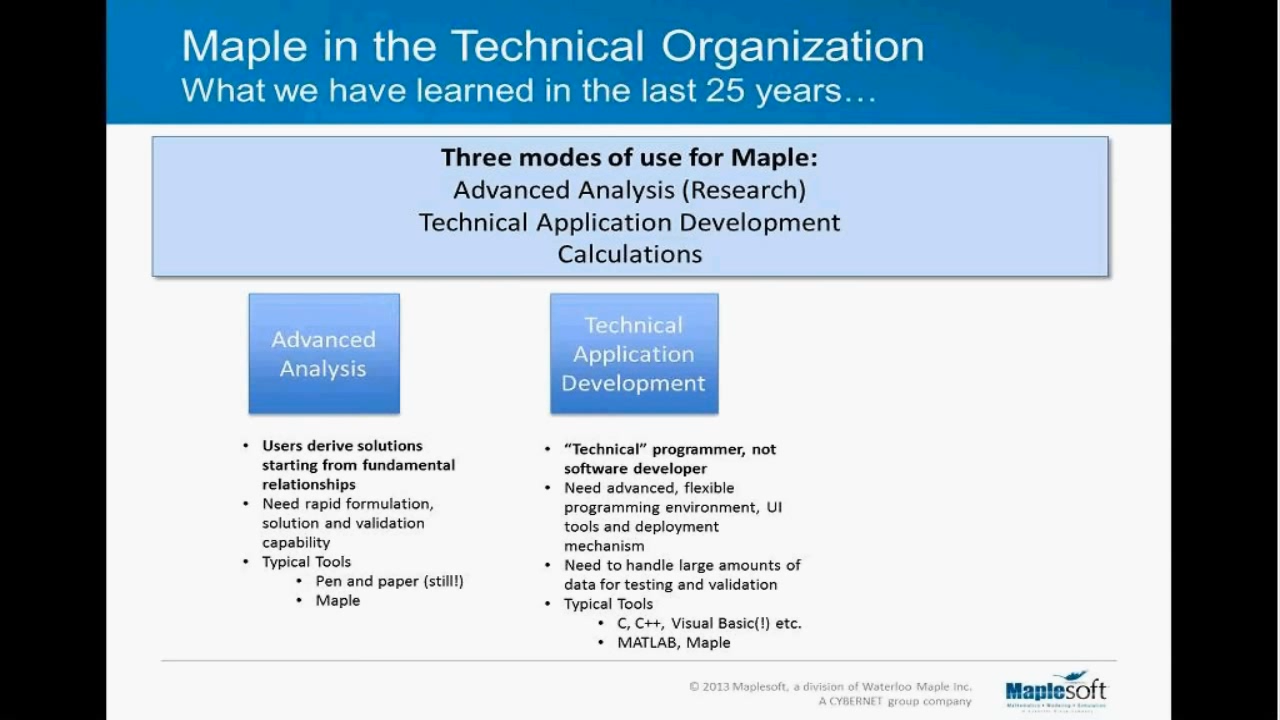 Maple in the Technical Organization
What we have learned in the last 25 years…
Three modes of use for Maple:
Advanced Analysis (Research)
Technical Application Development
Calculations
Advanced
Analysis
• Users derive solutions
starting from fundamental
relationships
• Need rapid formulation,
solution and validation
capability
• Typical Tools
• Pen and paper (still!)
• Maple
Technical
Application
Development
• “Technical” programmer, not
software developer
• Need advanced, flexible
programming environment, UI
tools and deployment
mechanism
• Need to handle large amounts of
data for testing and validation
• Typical Tools
• C, C++, Visual Basic(!) etc.
• MATLAB, Maple
© 2013 Maplesoft, a division of Waterloo Maple Inc.
A CYBERNET group company
Maplesoft
Mathematics • Modeling • Simulation